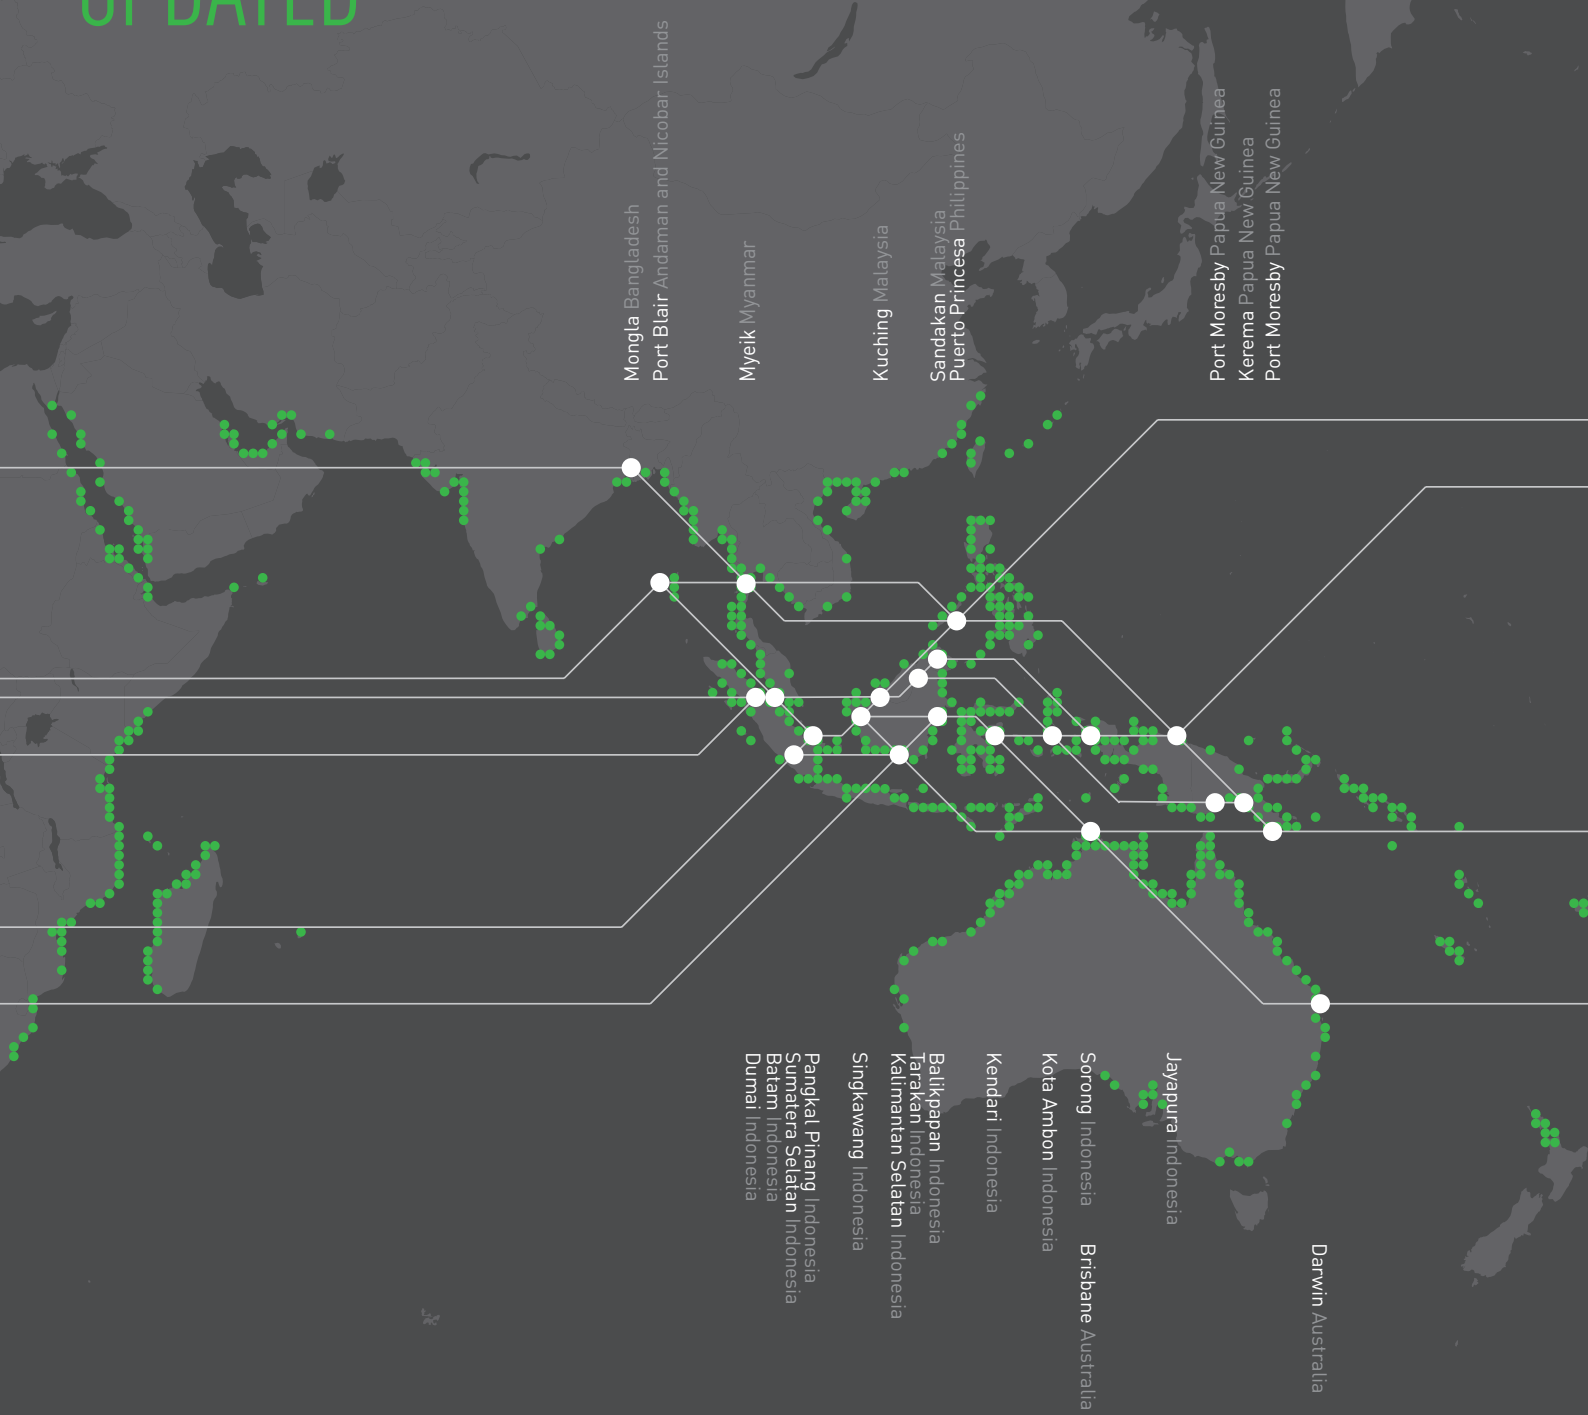 UPDATED
Mongla Bangladesh
Port Blair Andaman and Nicobar Islands
Myeik Myanmar
Kuching Malaysia
Sandakan Malaysia
Puerto Princesa Philippines
Port Moresby Papua New Guinea
Kerema Papua New Guinea
Port Moresby Papua New Guinea
Dumai Indonesia
Batam Indonesia
Sumatera Selatan Indonesia
Pangkal Pinang Indonesia
Singkawang Indonesia
Kalimantan Selatan Indonesia
Tarakan Indonesia
Balikpapan Indonesia
Kendari Indonesia
Kota Ambon Indonesia
Sorong Indonesia
Jayapura Indonesia
Brisbane Australia
Darwin Australia